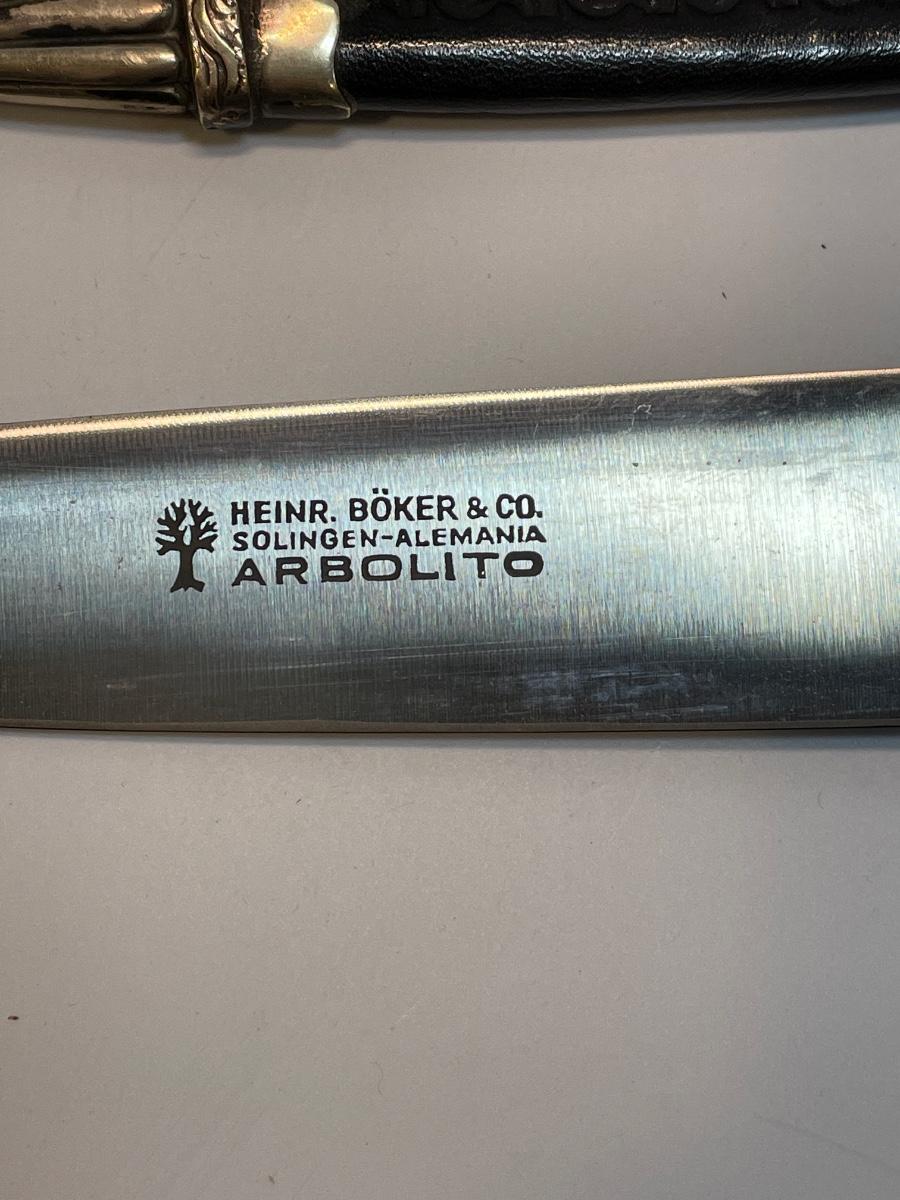 HEINR. BÖKER & CO.
SOLINGEN-ALEMANIA
ARBOLITO